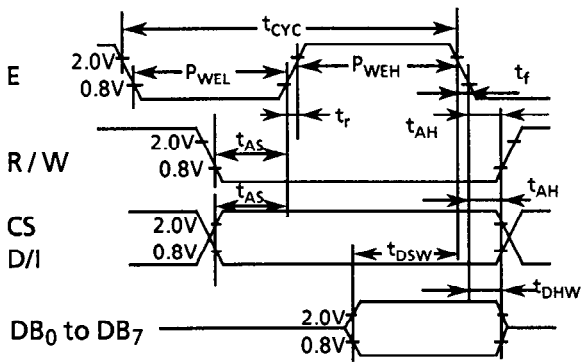 tCYC
E
2.0V
0.8V
PWEL
PWEH
tf
tr
tAH
R / W
2.0V
0.8V
tAS
tAH
tAS
CS
D/I
2.0V
0.8V
tDSW
tDHW
DB0 to DB7
2.0V
0.8V